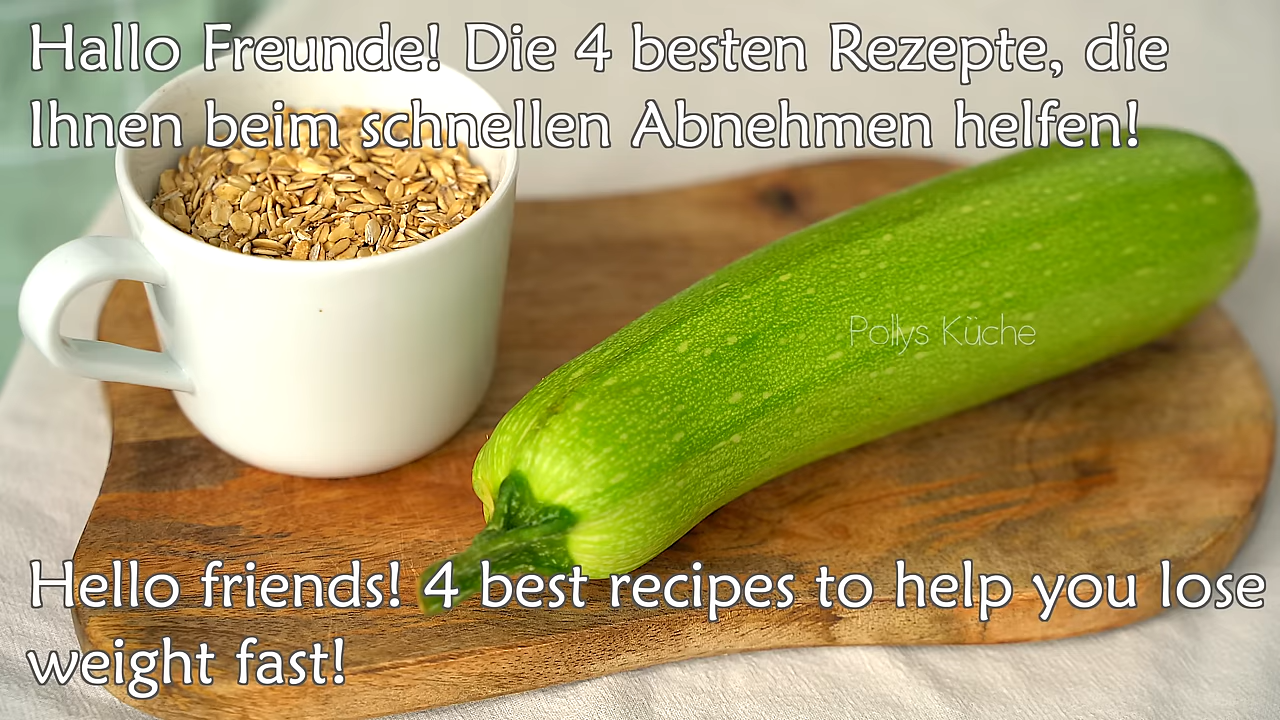 Hallo Freunde! Die 4 besten Rezepte, die
Ihnen beim schnellen Abnehmen helfen!
Pollys Küche
Hello friends! 4 best recipes to help you lose
weight fast!